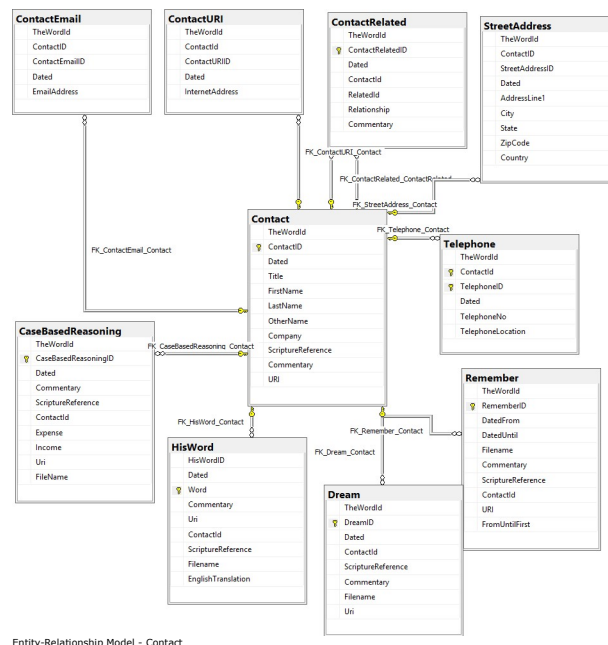 ContactEmail
TheWordId
ContactID
ContactEmailID
Dated
EmailAddress
ContactURI
TheWordId
ContactId
ContactURIID
Dated
InternetAddress
ContactRelated
TheWordId
ContactRelatedID
Dated
ContactId
RelatedId
Relationship
Commentary
StreetAddress
TheWordId
ContactID
StreetAddressID
Dated
AddressLine1
City
State
ZipCode
Country
FK_ContactURI_Contact
FK_ContactRelated_ContactRelated
FK_StreetAddress_Contact
FK_Telephone_Contact
FK_ContactEmail_Contact
Contact
TheWordId
ContactID
Dated
Title
FirstName
LastName
OtherName
Company
ScriptureReference
Commentary
URI
Telephone
TheWordId
ContactId
TelephoneID
Dated
TelephoneNo
TelephoneLocation
CaseBasedReasoning
TheWordId
CaseBasedReasoningID
Dated
Commentary
ScriptureReference
ContactId
Expense
Income
Uri
FileName
FK_CaseBasedReasoning_Contact
FK_HisWord_Contact
FK_Remember_Contact
FK_Dream_Contact
Remember
TheWordId
RememberID
DatedFrom
DatedUntil
Filename
Commentary
ScriptureReference
ContactId
URI
FromUntilFirst
HisWord
HisWordID
Dated
Word
Commentary
Uri
ContactId
ScriptureReference
Filename
EnglishTranslation
Dream
TheWordId
DreamID
Dated
ContactId
ScriptureReference
Commentary
Filename
Uri
Entity-Relationship Model - Contact